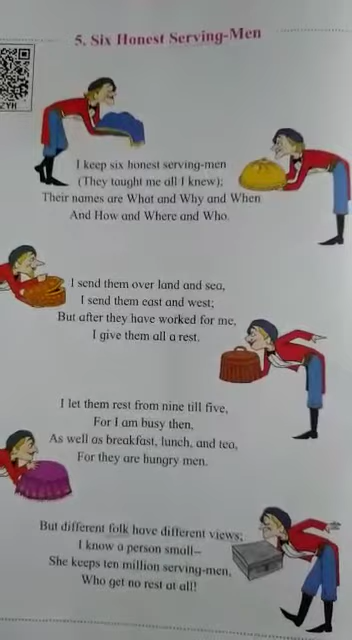 5. Six Honest Serving-Men
I keep six honest serving-men
(They taught me all I knew);
Their names are What and Why and When
And How and Where and Who.
I send them over land and sea,
I send them east and west;
But after they have worked for me,
I give them all a rest.
I let them rest from nine till five,
For I am busy then,
As well as breakfast, lunch, and tea,
For they are hungry men.
But different folk have different views;
I know a person small–
She keeps ten million serving-men,
Who get no rest at all!